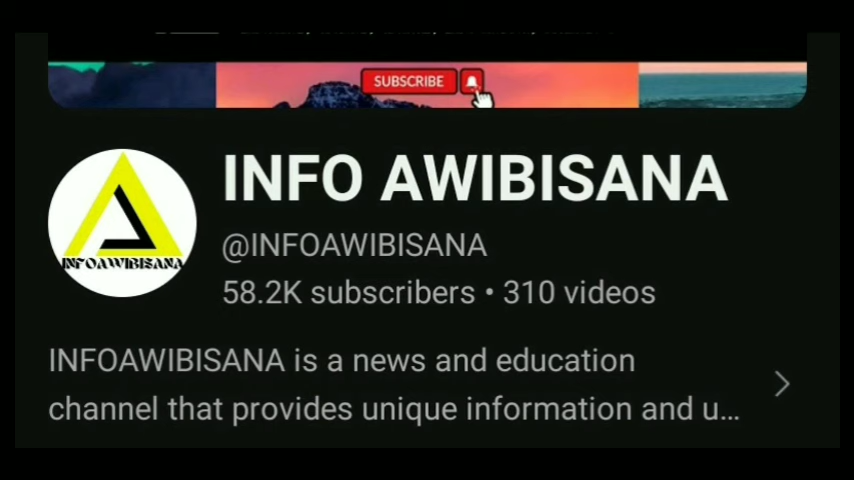 SUBSCRIBE
INFO AWIBISANA
INFOAWIBISANA
@INFOAWIBISANA
58.2K subscribers • 310 videos
INFOAWIBISANA is a news and education
channel that provides unique information and u...